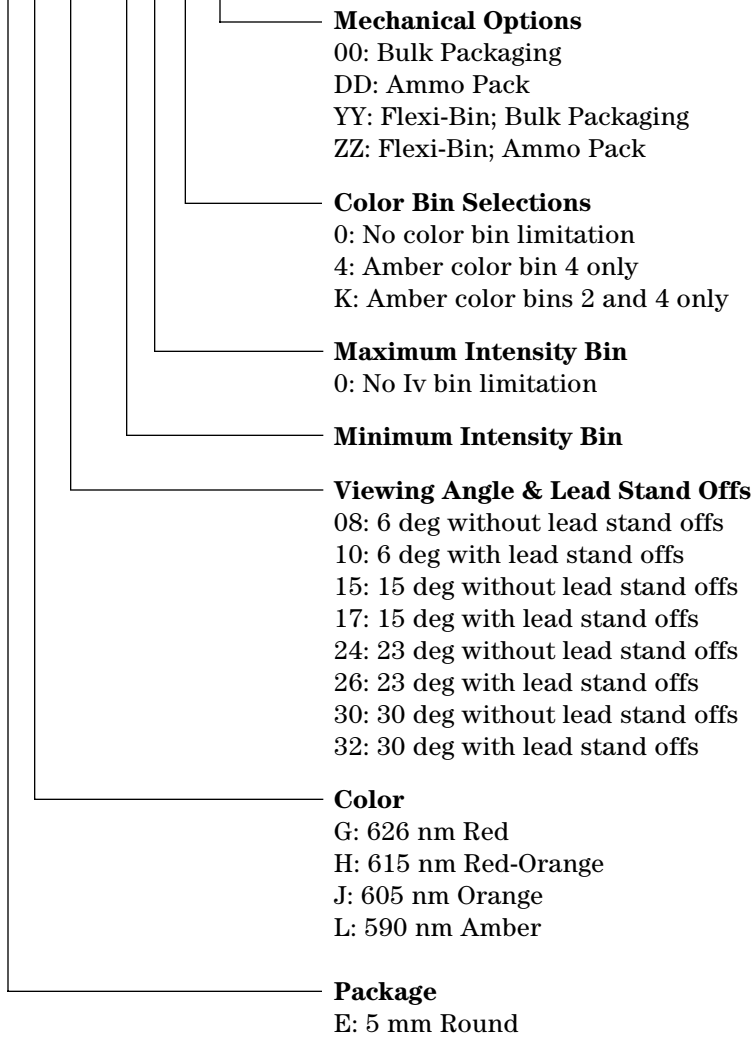 Mechanical Options
00: Bulk Packaging
DD: Ammo Pack
YY: Flexi-Bin; Bulk Packaging
ZZ: Flexi-Bin; Ammo Pack
Color Bin Selections
0: No color bin limitation
4: Amber color bin 4 only
K: Amber color bins 2 and 4 only
Maximum Intensity Bin
0: No Iv bin limitation
Minimum Intensity Bin
Viewing Angle & Lead Stand Offs
08: 6 deg without lead stand offs
10: 6 deg with lead stand offs
15: 15 deg without lead stand offs
17: 15 deg with lead stand offs
24: 23 deg without lead stand offs
26: 23 deg with lead stand offs
30: 30 deg without lead stand offs
32: 30 deg with lead stand offs
Color
G: 626 nm Red
H: 615 nm Red-Orange
J: 605 nm Orange
L: 590 nm Amber
Package
E: 5 mm Round